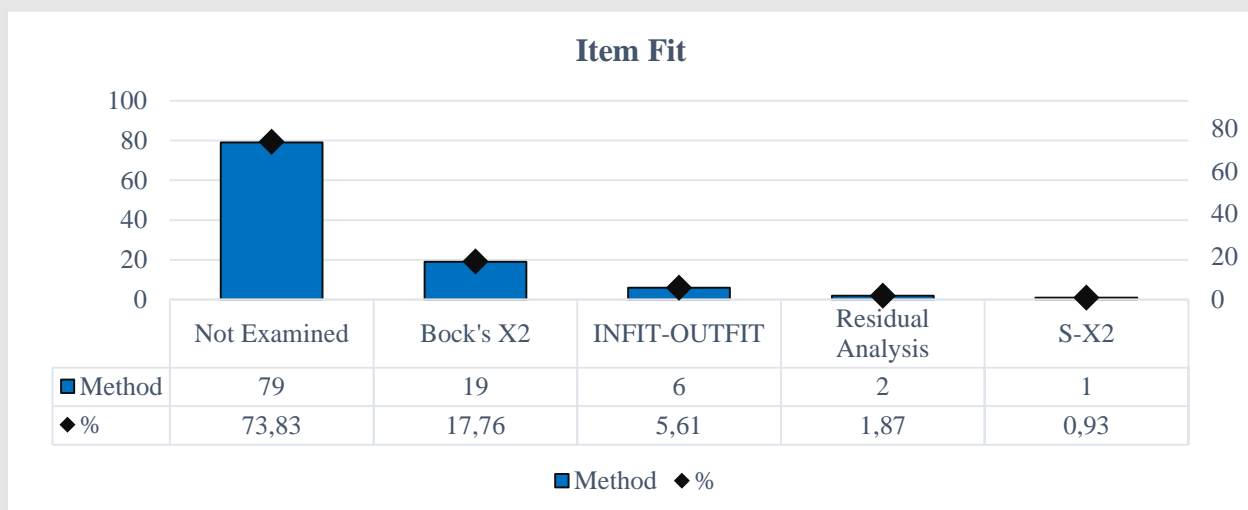 Item Fit
100
80
60
40
20
0
80
60
40
20
0
Not Examined Bock's X2 INFIT-OUTFIT Residual Analysis S-X2
Method 79 19 6 2 1
% 73,83 17,76 5,61 1,87 0,93
Method %